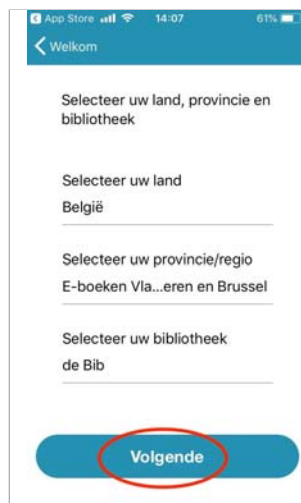 App Store 14:07 61%
Welkom
Selecteer uw land, provincie en
bibliotheek
Selecteer uw land
België
Selecteer uw provincie/regio
E-boeken Vla...eren en Brussel
Selecteer uw bibliotheek
de Bib
Volgende